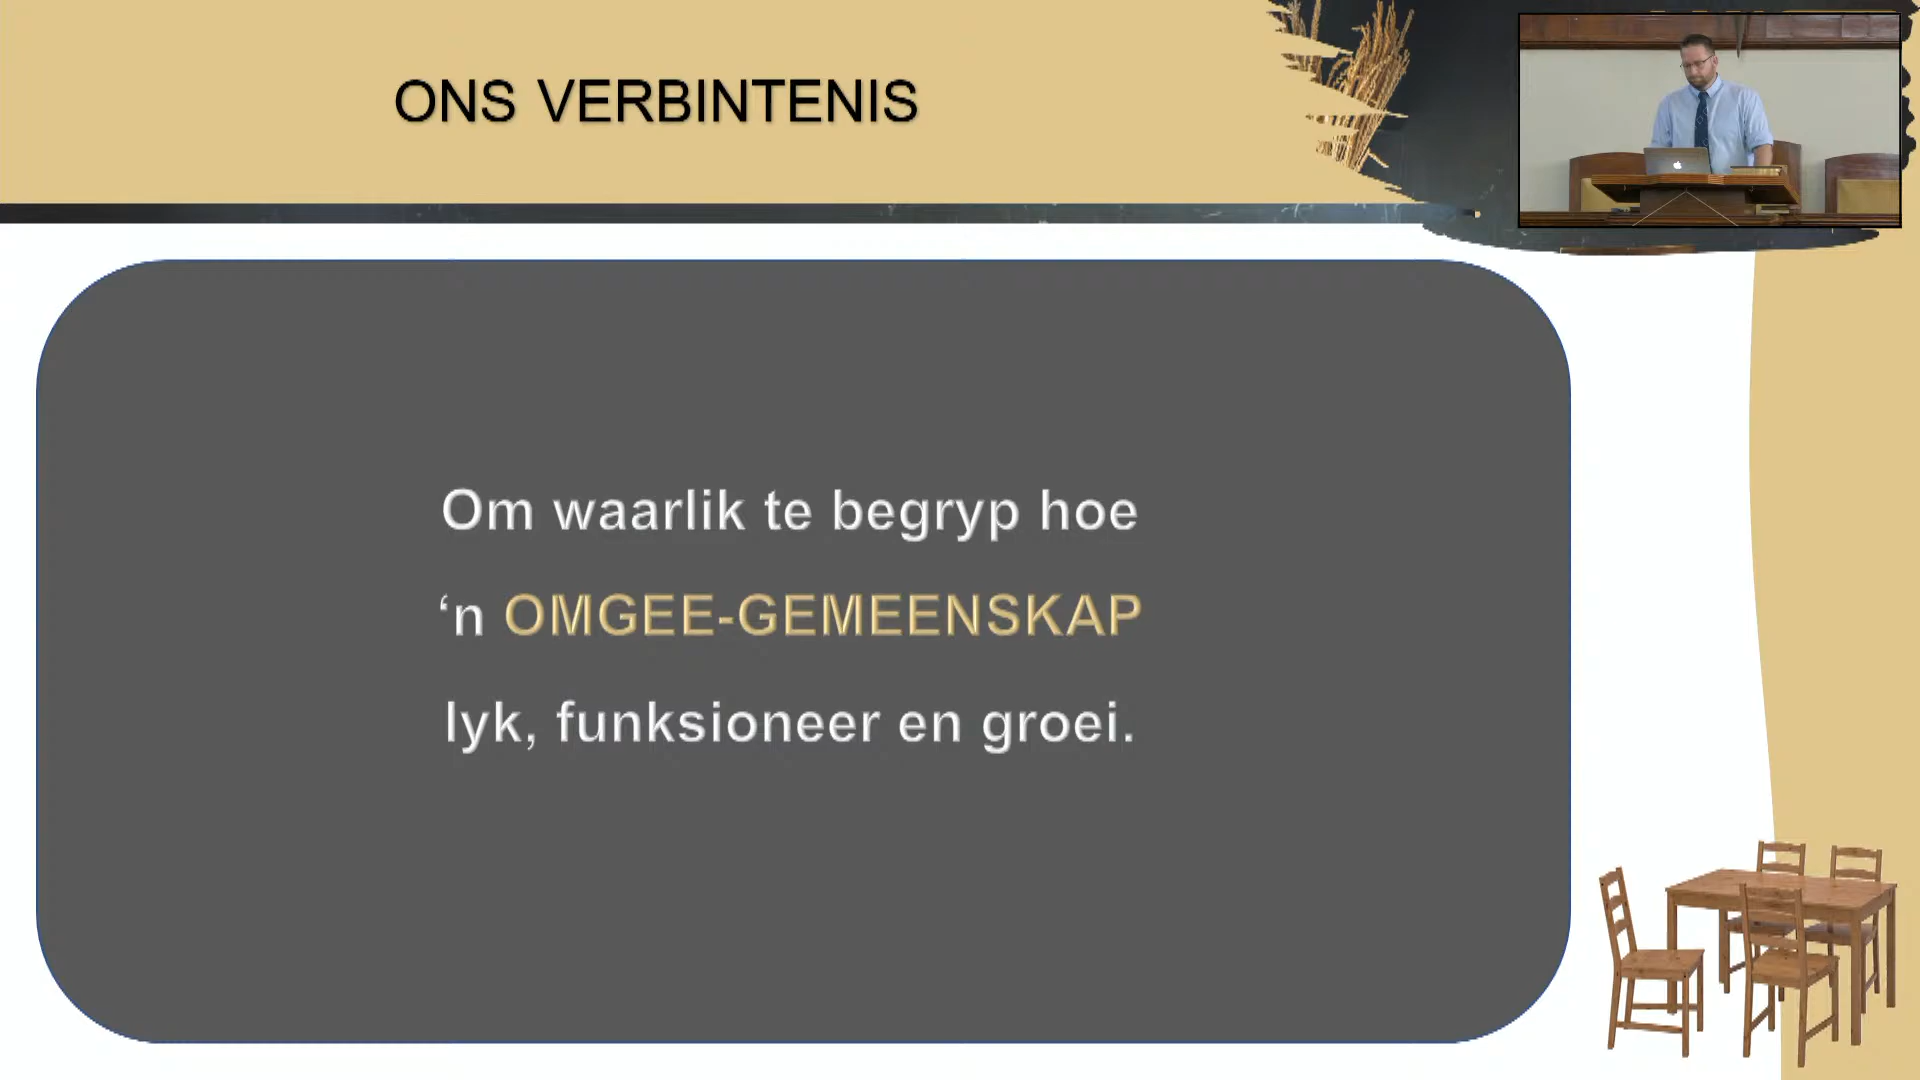 ONS VERBINTENIS
Om waarlik te begryp hoe
‘n OMGEE-GEMEENSKAP
lyk, funksioneer en groei.